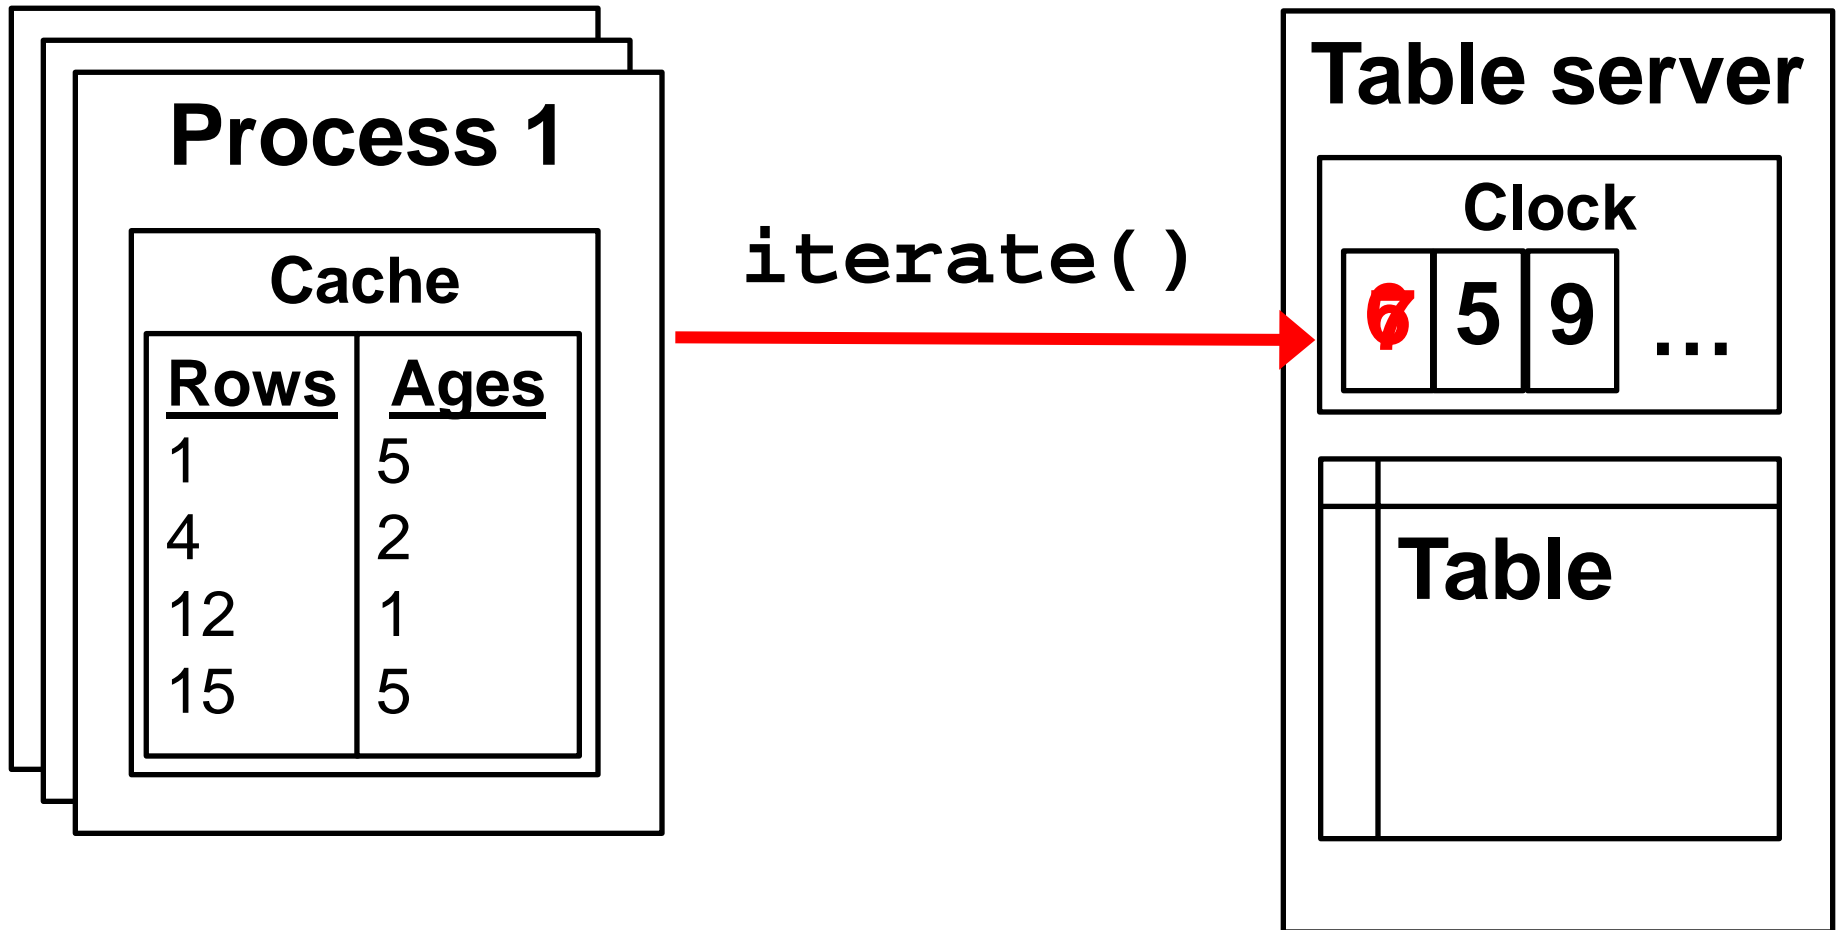 Process 1
Cache
Rows Ages
1 5
4 2
12 1
15 5
iterate()
Table server
Clock
5 9 ...
Table